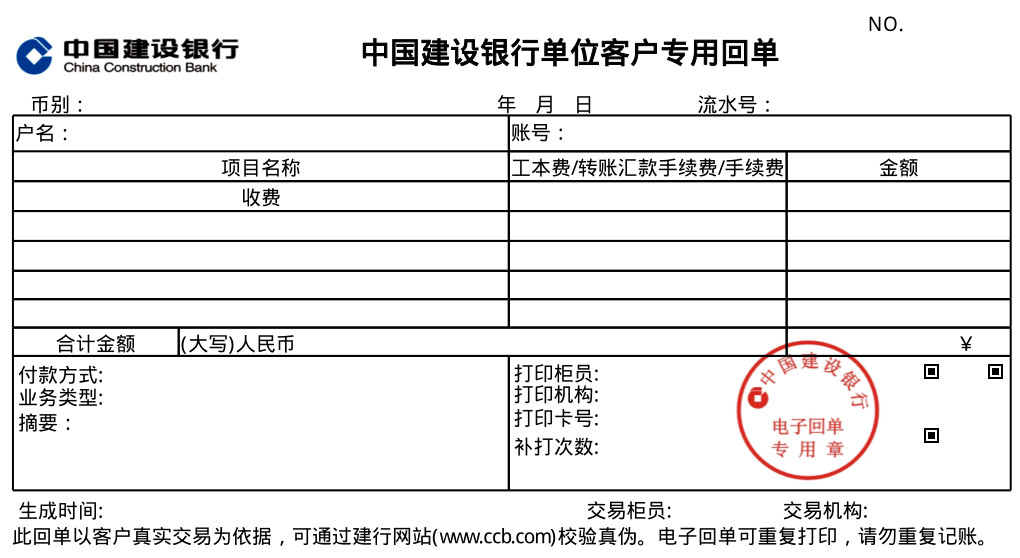 NO.
中国建设银行
China Construction Bank
中国建设银行单位客户专用回单
币别： 年 月 日 流水号：
户名： 账号：
项目名称 工本费/转账汇款手续费/手续费 金额
收费
合计金额 (大写)人民币 ¥
付款方式: 打印柜员:
业务类型: 打印机构:
摘要： 打印卡号:
补打次数:
中国建设银行
电子回单
专用章
生成时间: 交易柜员: 交易机构:
此回单以客户真实交易为依据，可通过建行网站(www.ccb.com)校验真伪。电子回单可重复打印，请勿重复记账。